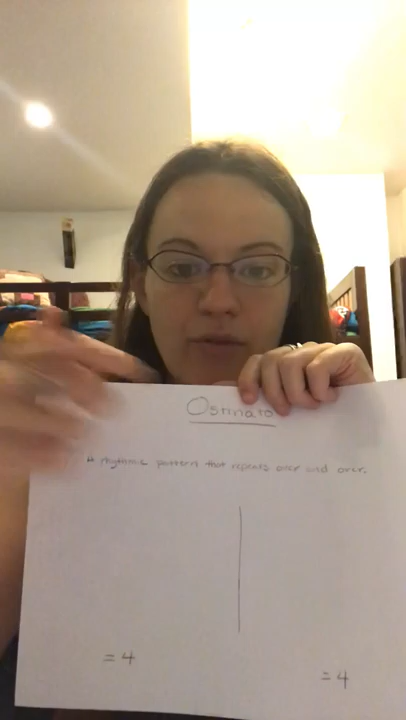 Ostinato
A rhythmic pattern that repeats over and over.
= 4
= 4